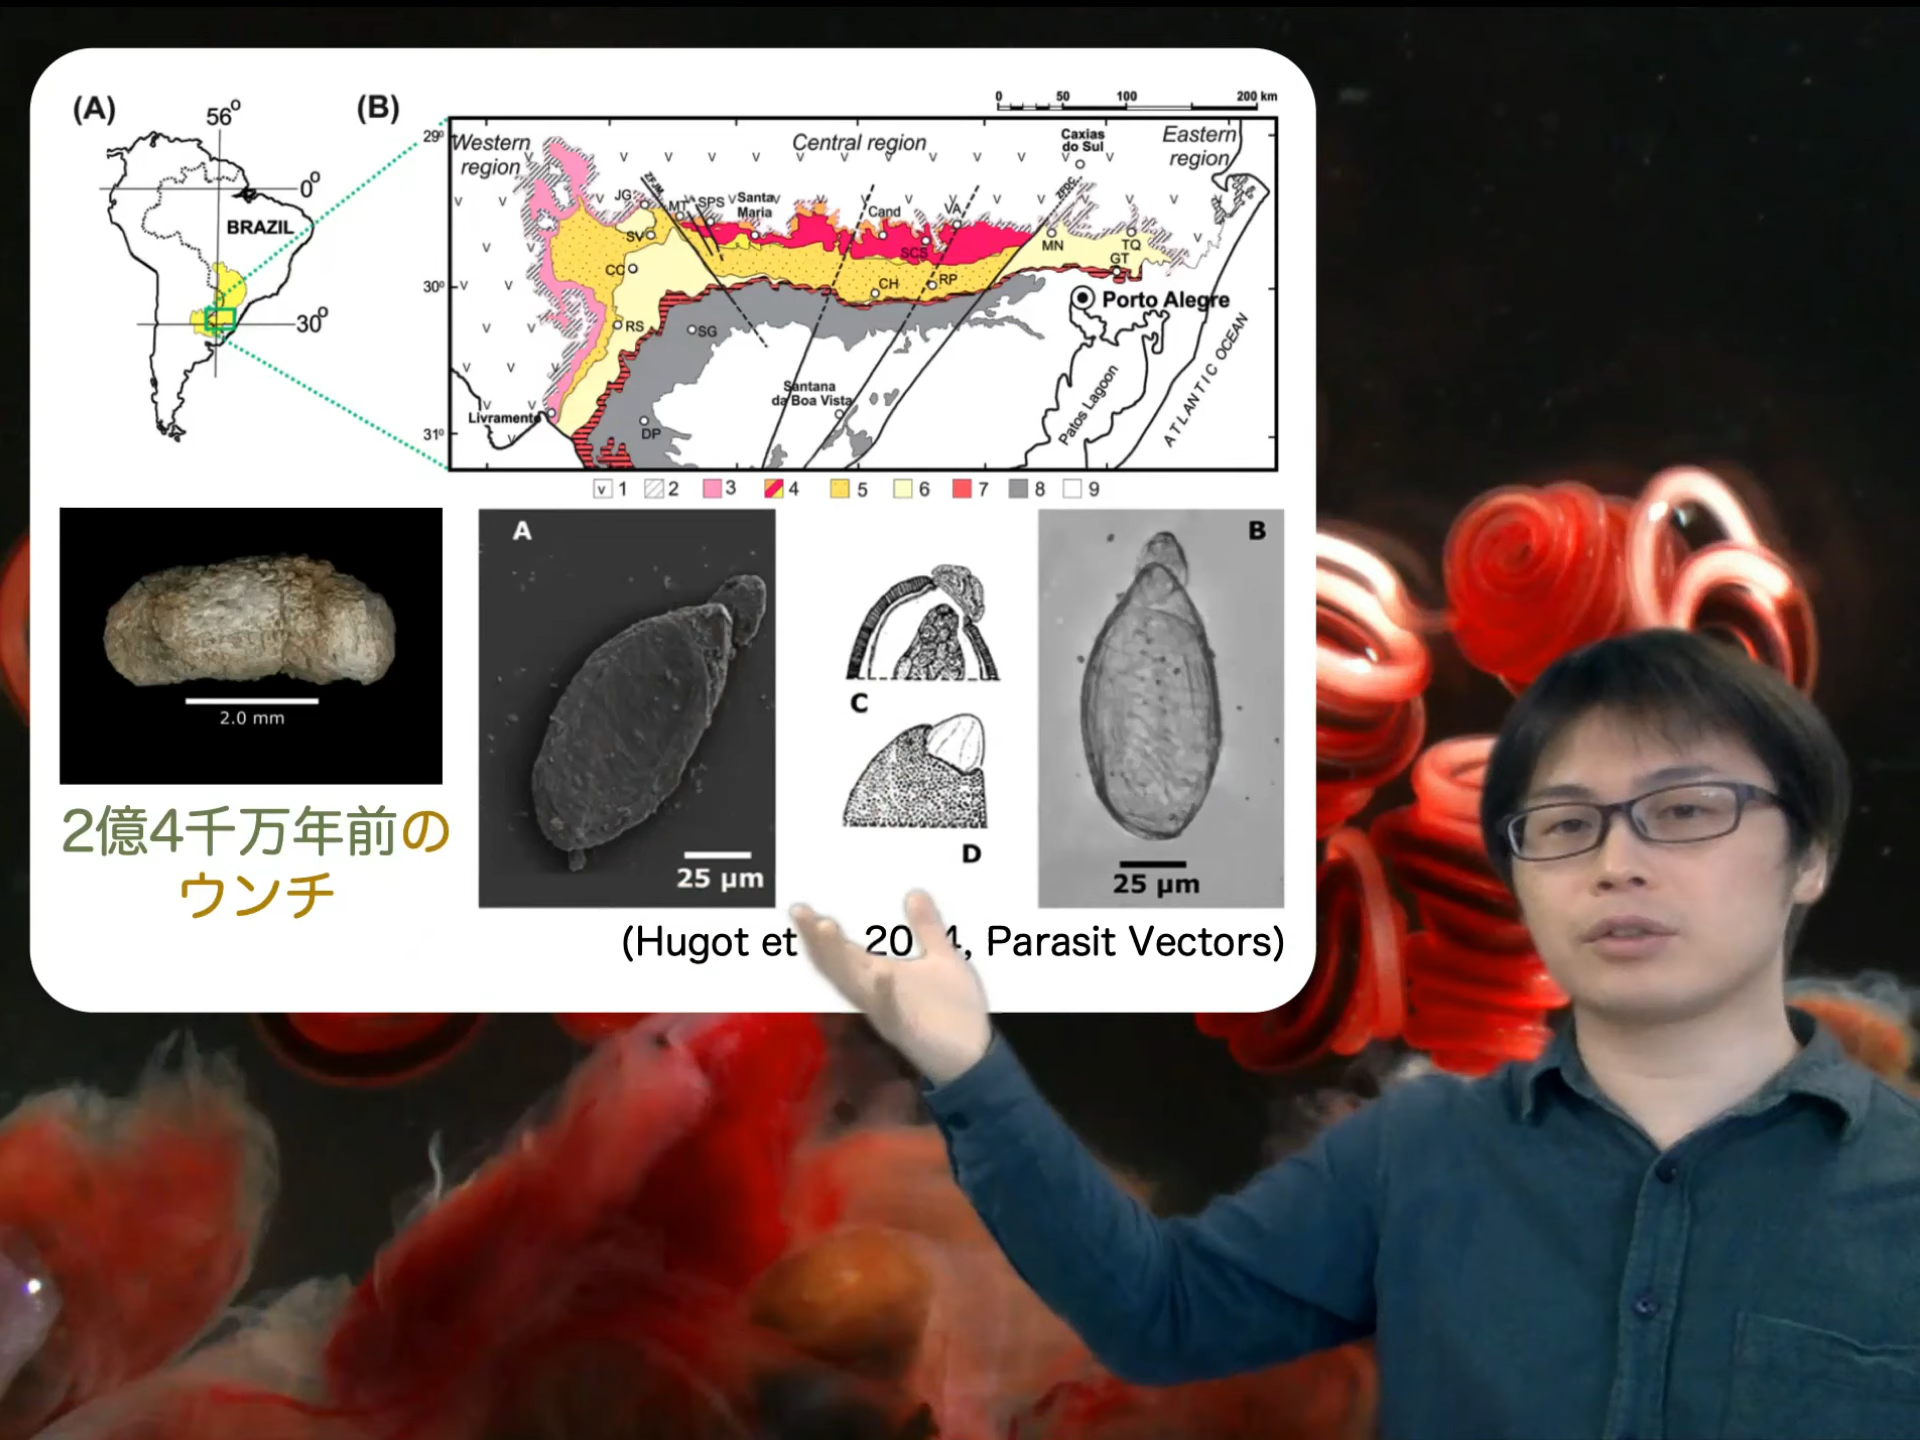 (A)
56°
0°
BRAZIL
30°
(B)
0 50 100 200 km
29°
30°
31°
Western
region
Central region
Eastern
region
Caxias
do Sul
JG
ZFJM
MT
SPS
Santa
Maria
Cand
VA
SV
CC
SCS
MN
TQ
GT
CH
RP
RS
SG
Porto Alegre
Santana
da Boa Vista
Livramento
DP
Patos Lagoon
ATLANTIC OCEAN
v 1 2 3 4 5 6 7 8 9
2.0 mm
2億4千万年前の
ウンチ
A
25 µm
C
D
B
25 µm
(Hugot et 20 4, Parasit Vectors)